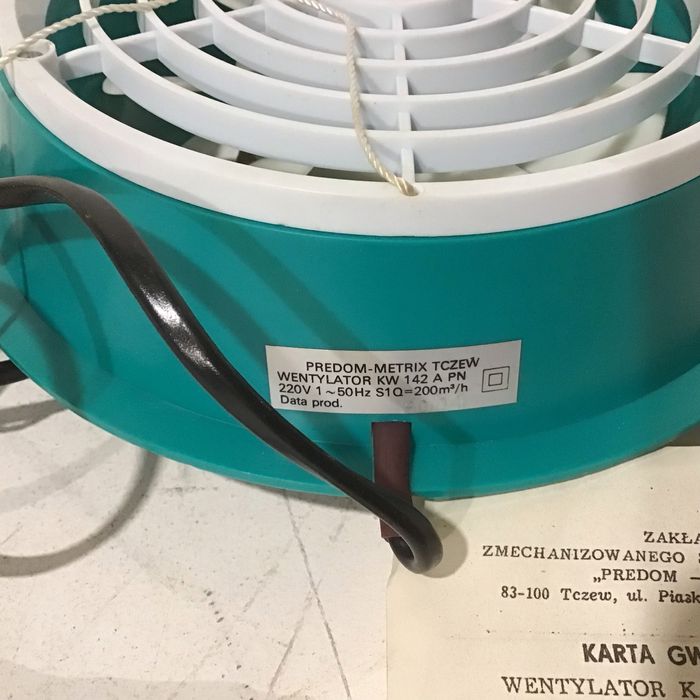 PREDOM-METRIX TCZEW
WENTYLATOR KW 142 A PN
220V 1~50Hz S1Q=200m³/h
Data prod.
ZAKŁA
ZMECHANIZOWANEGO S
„PREDOM –
83-100 Tczew, ul. Piask
KARTA GW
WENTYLATOR K